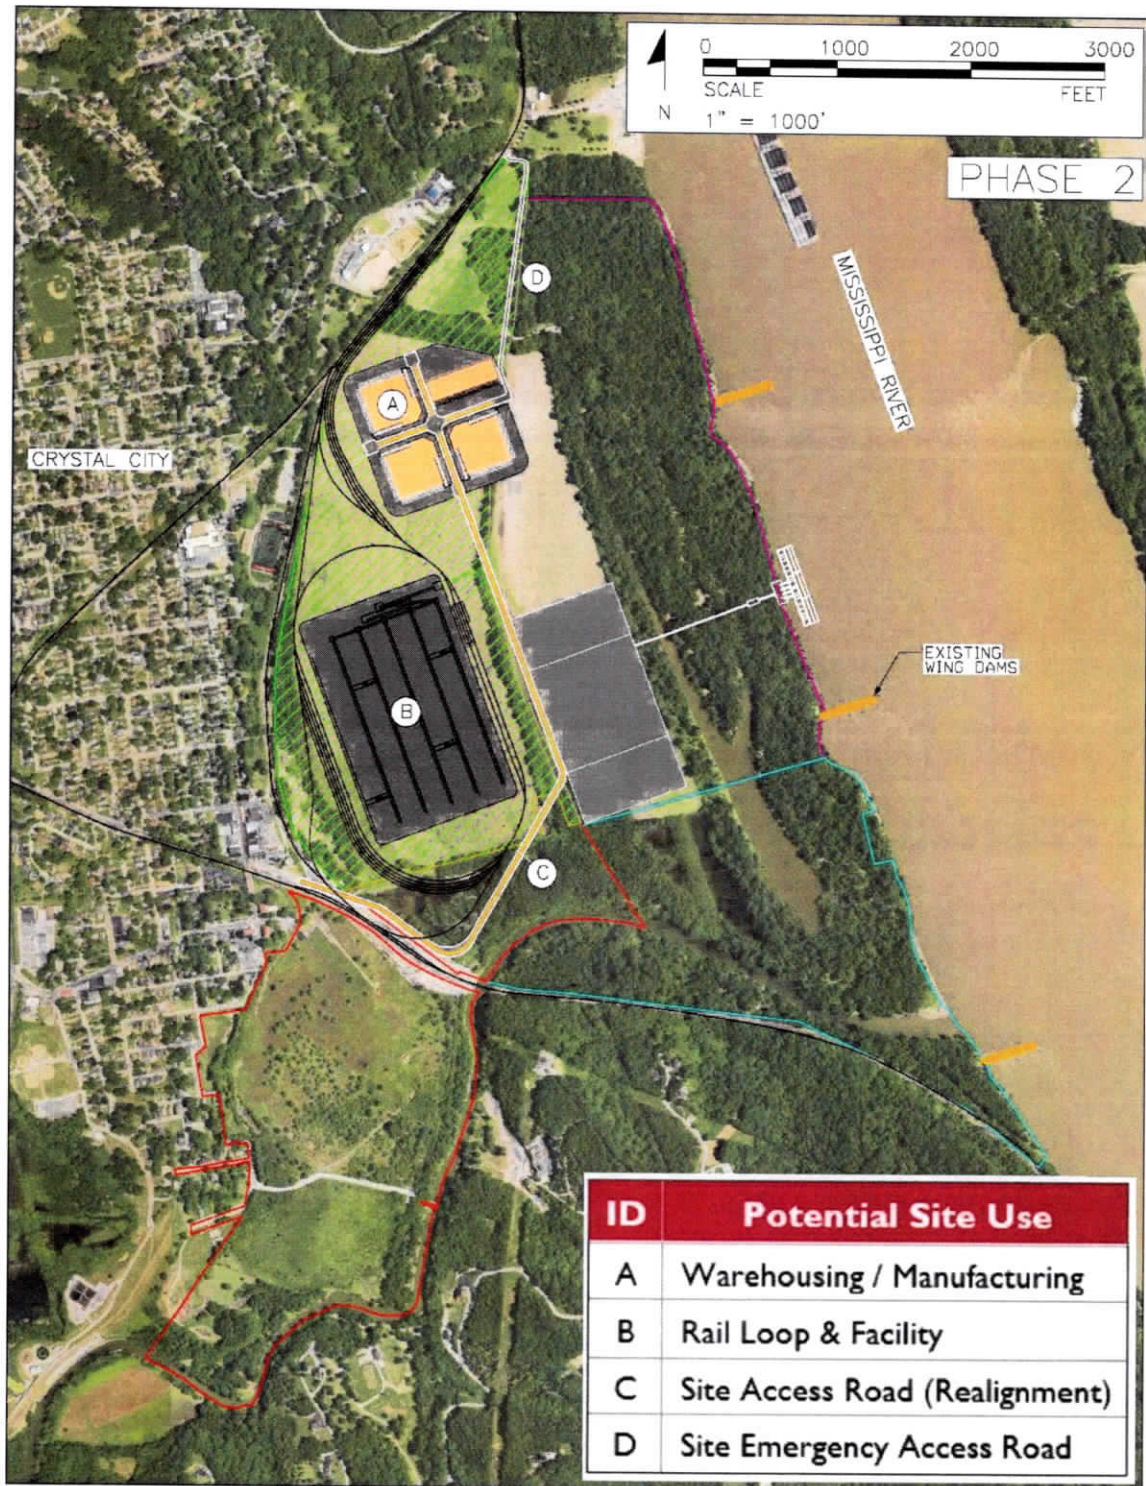 0 1000 2000 3000
SCALE FEET
N 1" = 1000'
PHASE 2
MISSISSIPPI RIVER
D
A
CRYSTAL CITY
EXISTING
WING DAMS
B
C
ID Potential Site Use
A Warehousing / Manufacturing
B Rail Loop & Facility
C Site Access Road (Realignment)
D Site Emergency Access Road